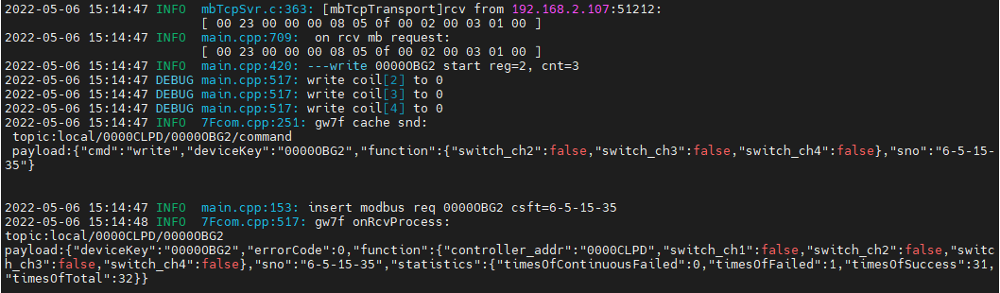 2022-05-06 15:14:47 INFO  mbTcpSvr.c:363: [mbTcpTransport]rcv from 192.168.2.107:51212:
[ 00 23 00 00 00 08 05 0f 00 02 00 03 01 00 ]
2022-05-06 15:14:47 INFO  main.cpp:709:  on rcv mb request:
[ 00 23 00 00 00 08 05 0f 00 02 00 03 01 00 ]
2022-05-06 15:14:47 INFO  main.cpp:420: ---write 0000OBG2 start reg=2, cnt=3
2022-05-06 15:14:47 DEBUG main.cpp:517: write coil[2] to 0
2022-05-06 15:14:47 DEBUG main.cpp:517: write coil[3] to 0
2022-05-06 15:14:47 DEBUG main.cpp:517: write coil[4] to 0
2022-05-06 15:14:47 INFO  7Fcom.cpp:251: gw7f cache snd:
topic:local/0000CLPD/0000OBG2/command
payload:{"cmd":"write","deviceKey":"0000OBG2","function":{"switch_ch2":false,"switch_ch3":false,"switch_ch4":false},"sno":"6-5-15-
35"}
2022-05-06 15:14:47 INFO  main.cpp:153: insert modbus req 0000OBG2 csft=6-5-15-35
2022-05-06 15:14:48 INFO  7Fcom.cpp:517: gw7f onRcvProcess:
topic:local/0000CLPD/0000OBG2
payload:{"deviceKey":"0000OBG2","errorCode":0,"function":{"controller_addr":"0000CLPD","switch_ch1":false,"switch_ch2":false,"switc
h_ch3":false,"switch_ch4":false},"sno":"6-5-15-35","statistics":{"timesOfContinuousFailed":0,"timesOfFailed":1,"timesOfSuccess":31,
"timesOfTotal":32}}